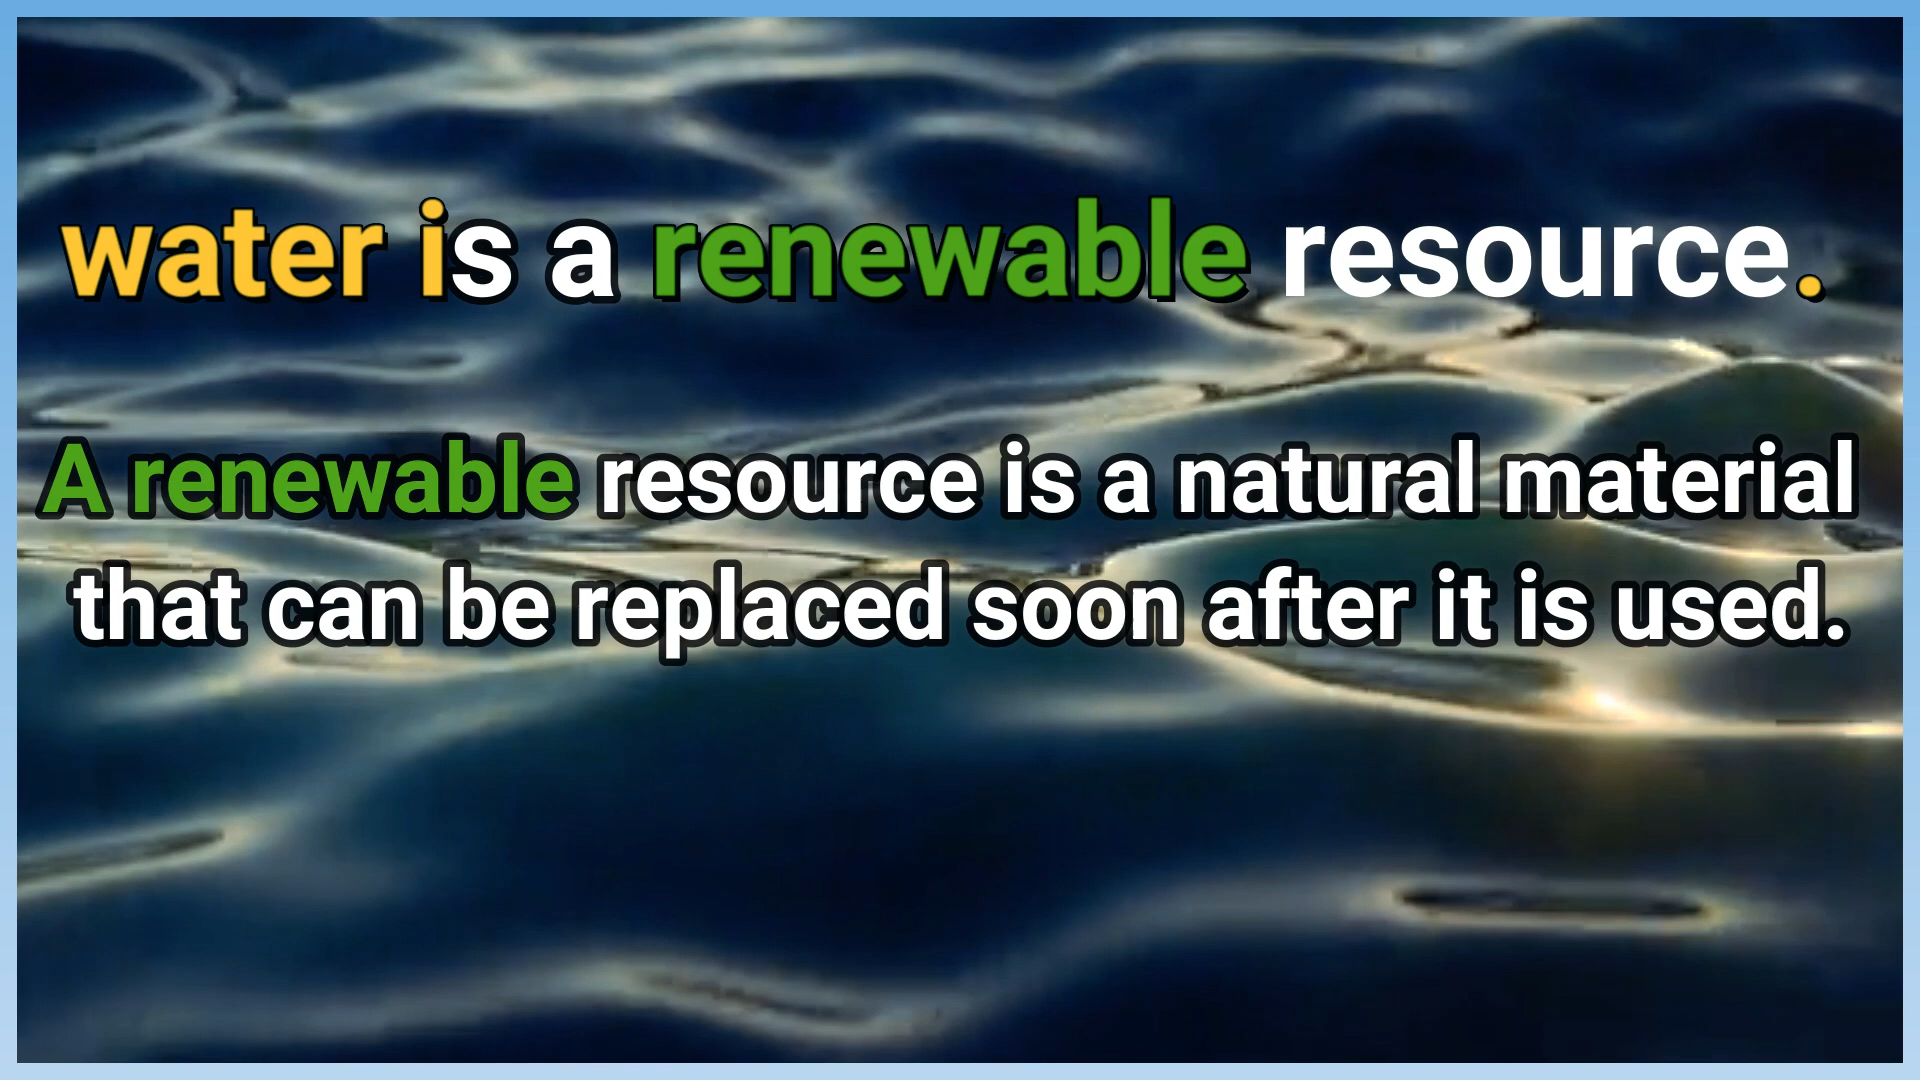 water is a renewable resource.
A renewable resource is a natural material
that can be replaced soon after it is used.